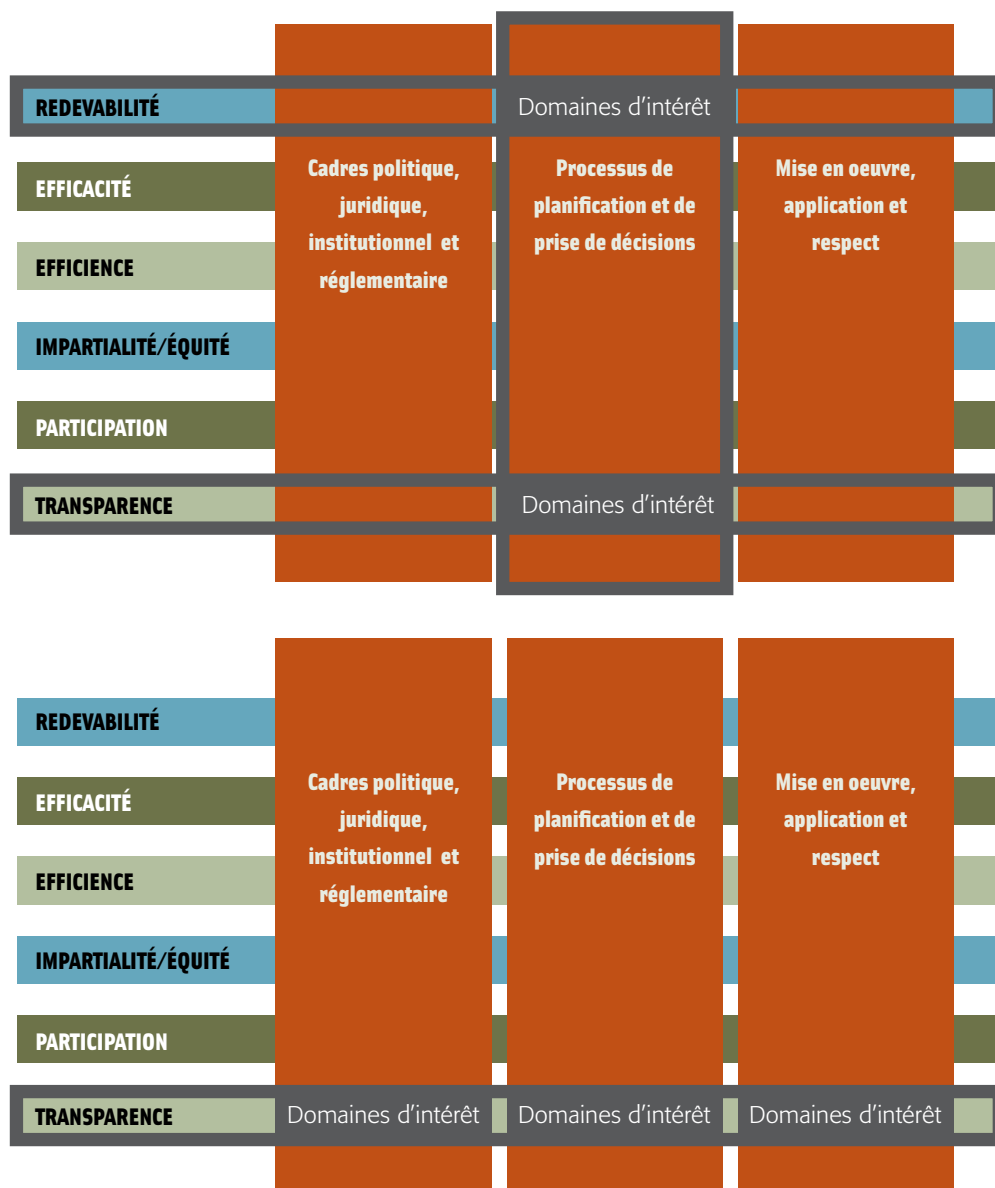 REDEVABILITÉ
Domaines d'intérêt
EFFICACITÉ
Cadres politique,
juridique,
institutionnel et
réglementaire
Processus de
planification et de
prise de décisions
Mise en oeuvre,
application et
respect
EFFICIENCE
IMPARTIALITÉ/ÉQUITÉ
PARTICIPATION
TRANSPARENCE
Domaines d'intérêt
REDEVABILITÉ
EFFICACITÉ
Cadres politique,
juridique,
institutionnel et
réglementaire
Processus de
planification et de
prise de décisions
Mise en oeuvre,
application et
respect
EFFICIENCE
IMPARTIALITÉ/ÉQUITÉ
PARTICIPATION
TRANSPARENCE
Domaines d'intérêt
Domaines d'intérêt
Domaines d'intérêt